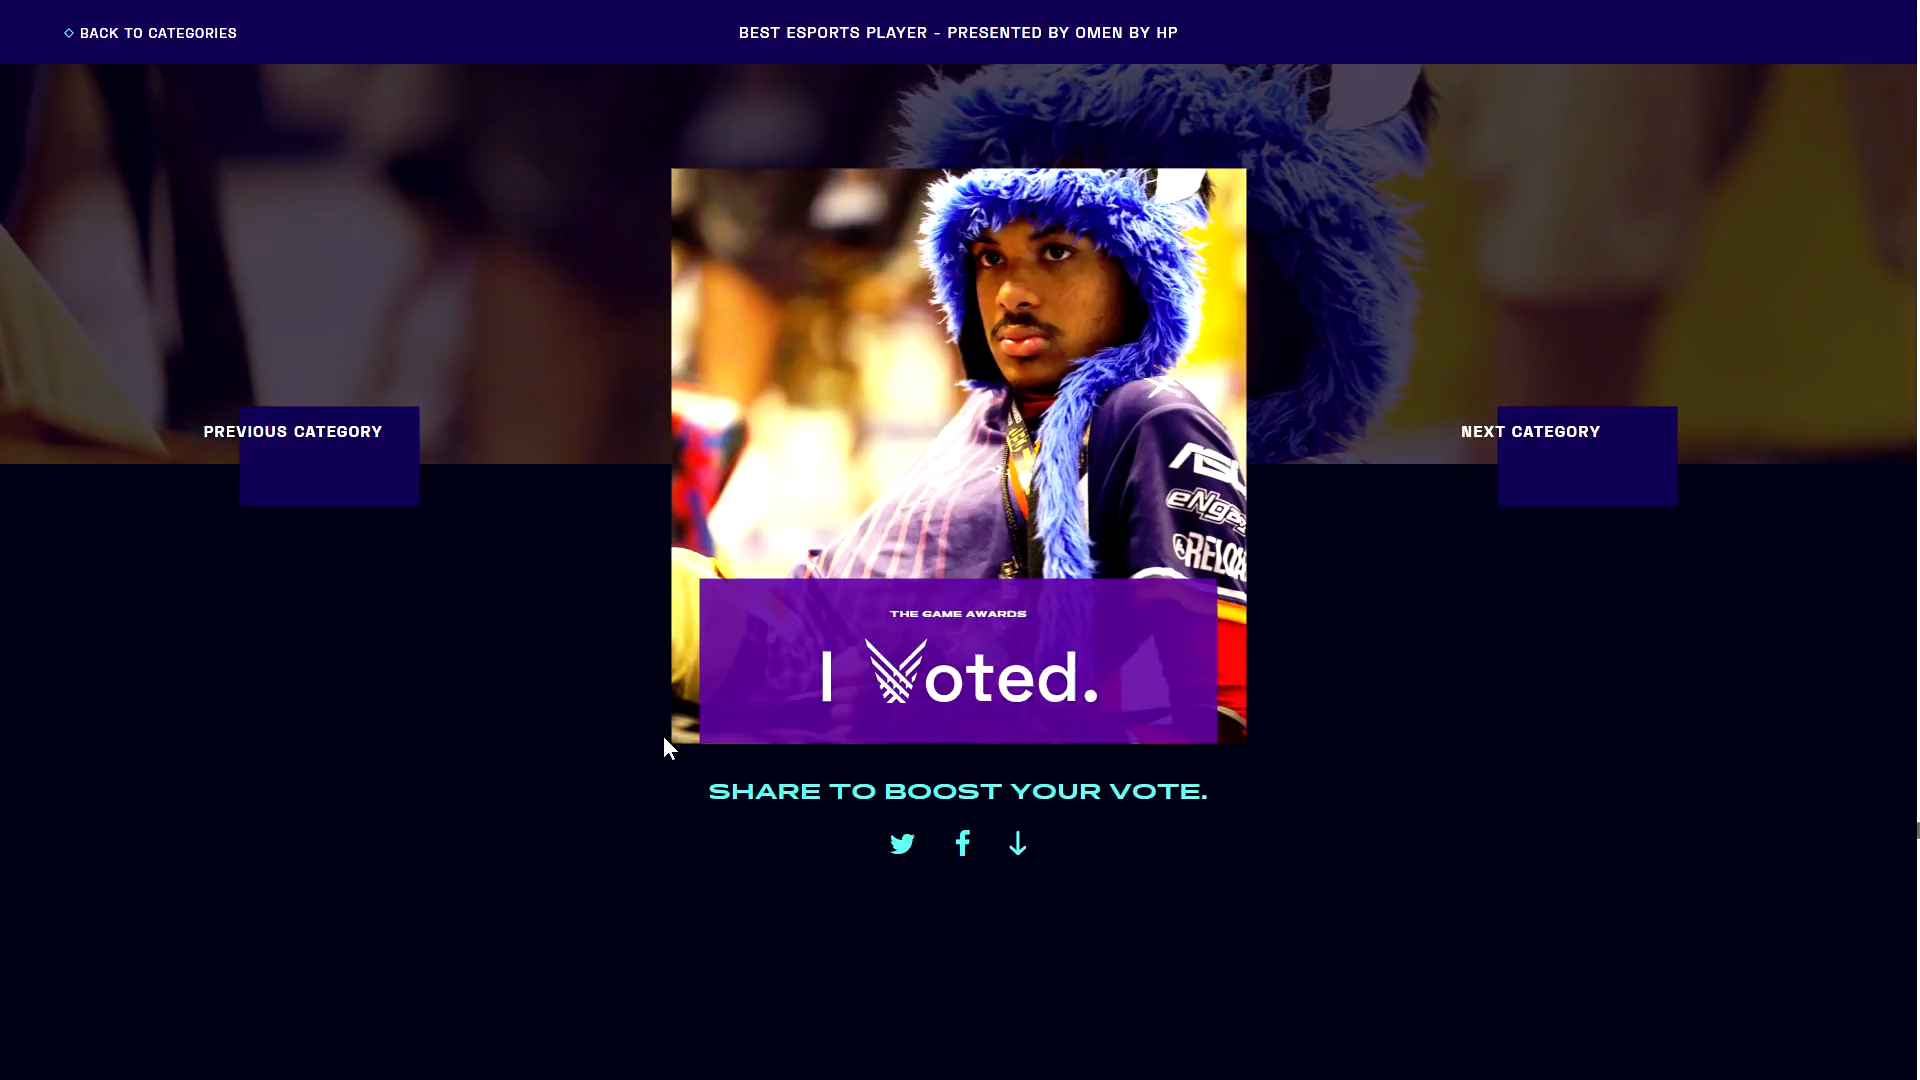 BACK TO CATEGORIES
BEST ESPORTS PLAYER - PRESENTED BY OMEN BY HP
PREVIOUS CATEGORY
NEXT CATEGORY
THE GAME AWARDS
I Voted.
SHARE TO BOOST YOUR VOTE.